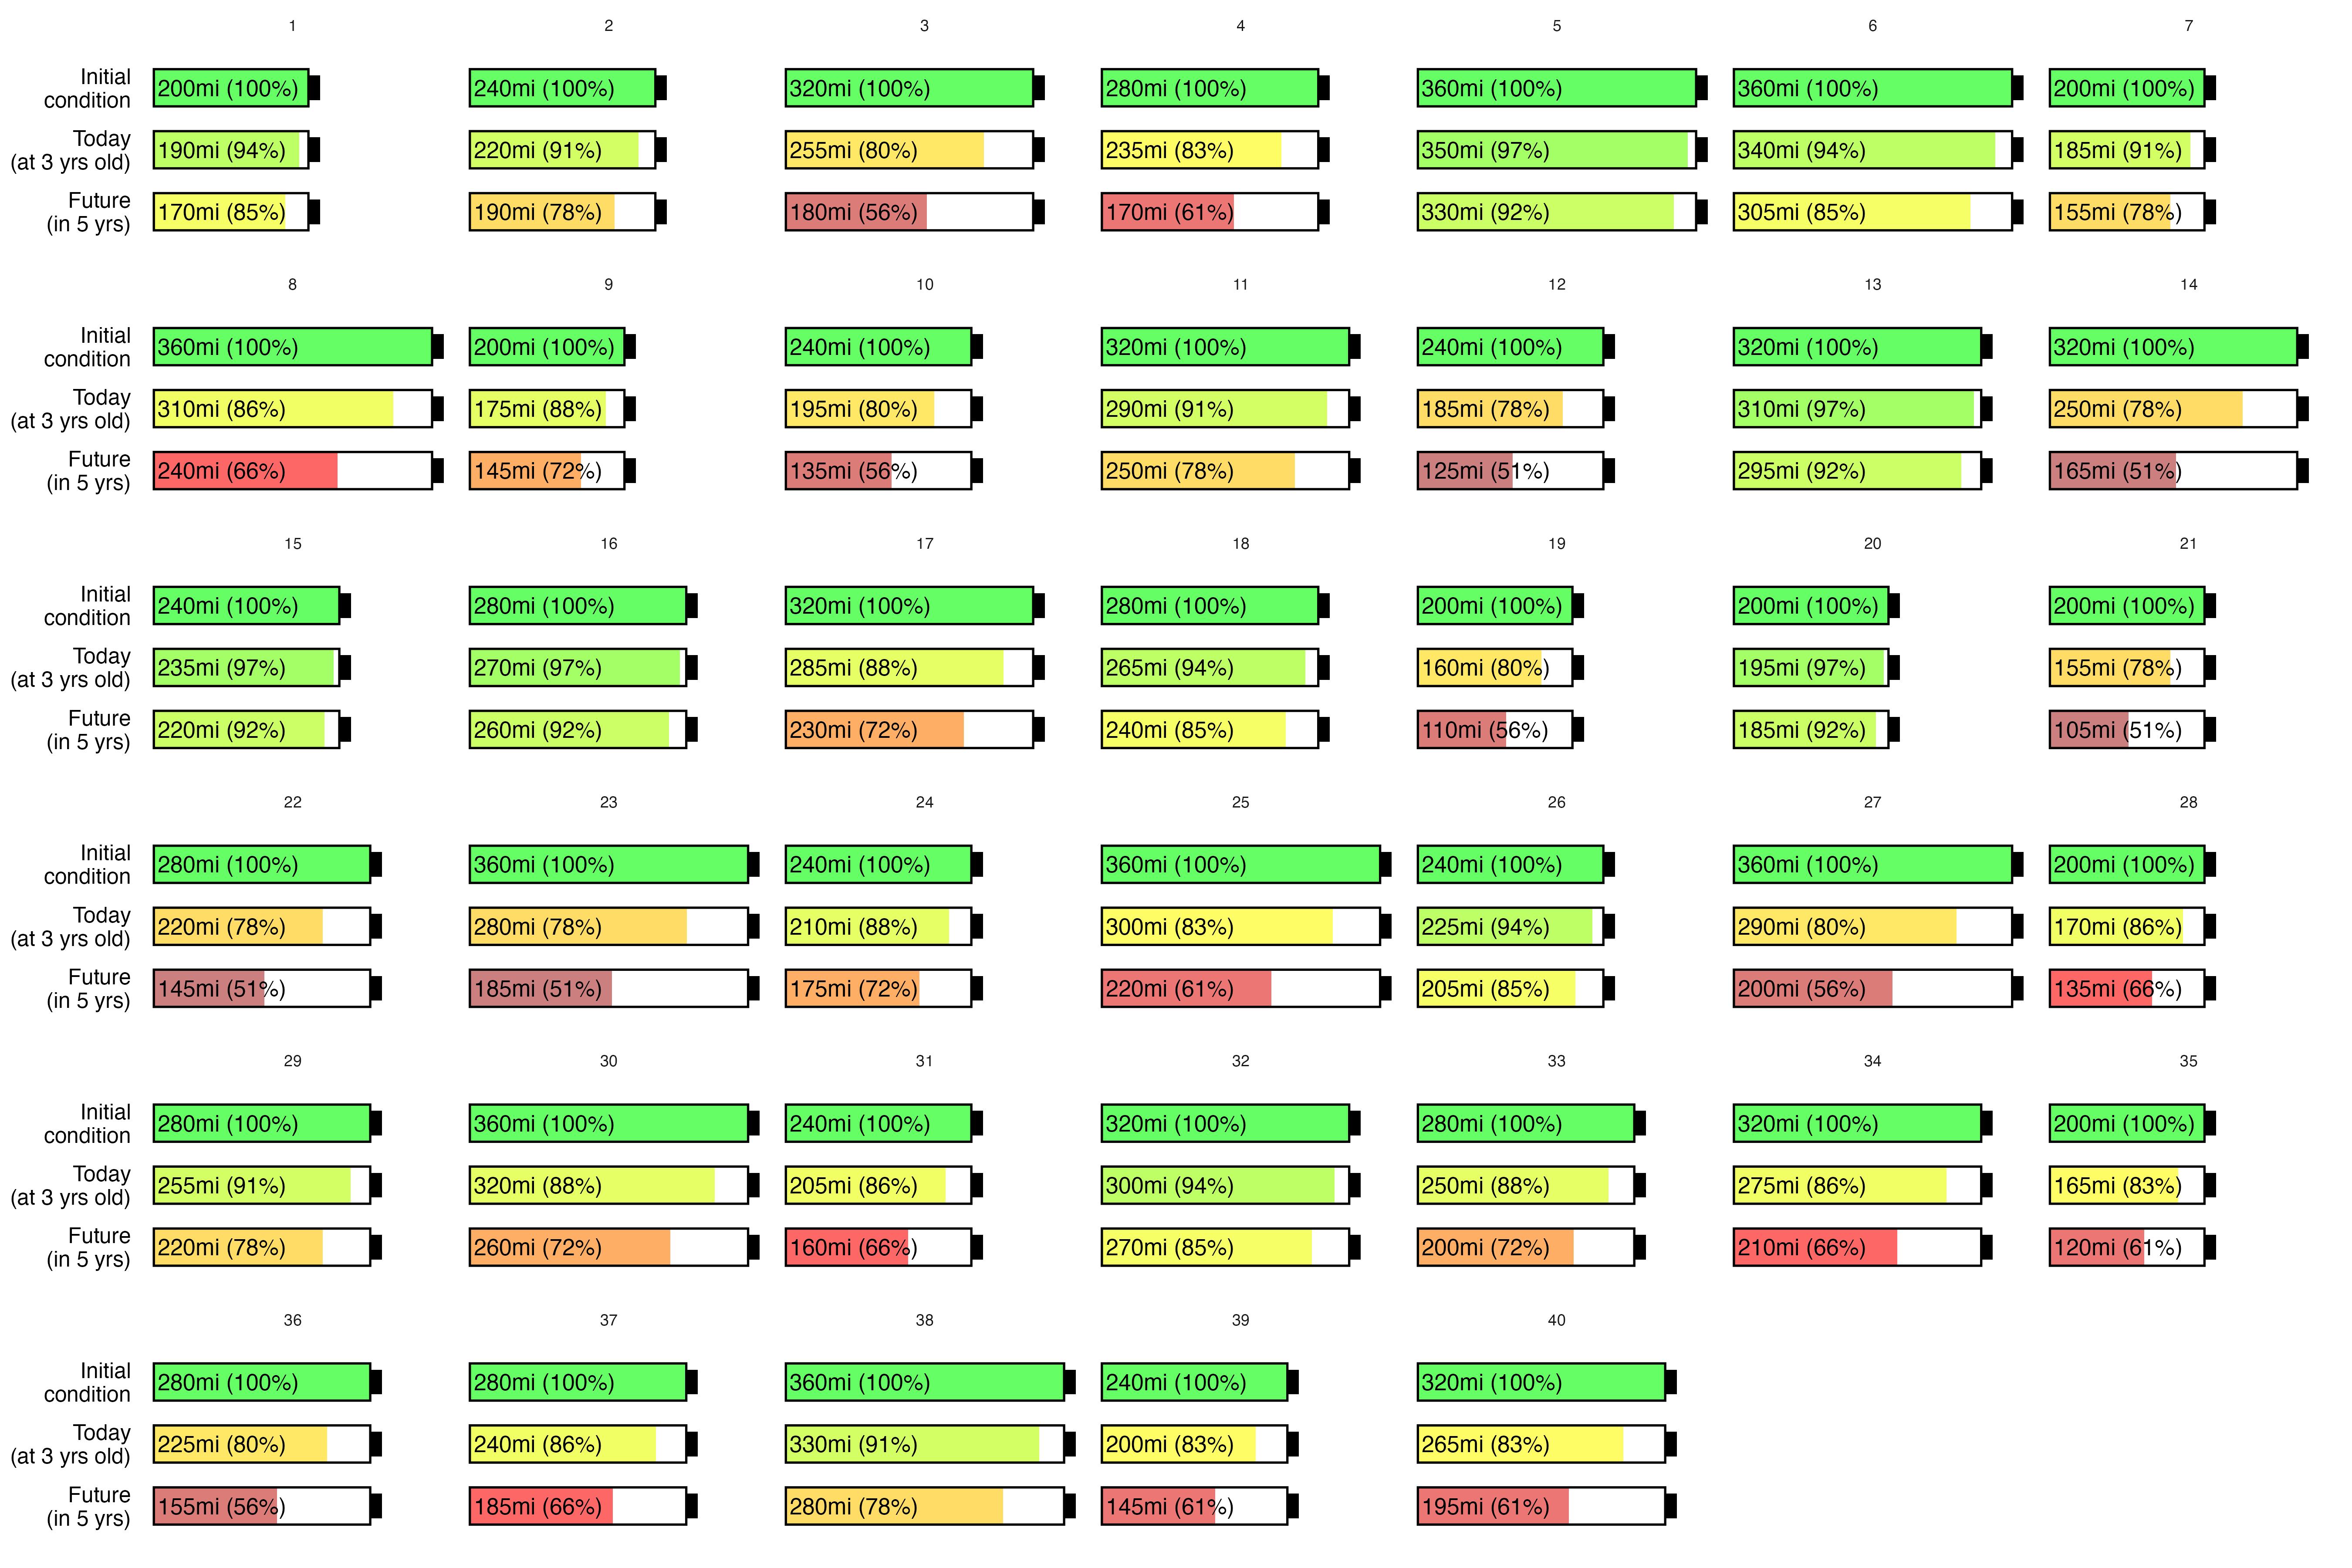 1 2 3 4 5 6 7
Initial
condition
200mi (100%) 240mi (100%) 320mi (100%) 280mi (100%) 360mi (100%) 360mi (100%) 200mi (100%)
Today
(at 3 yrs old)
190mi (94%) 220mi (91%) 255mi (80%) 235mi (83%) 350mi (97%) 340mi (94%) 185mi (91%)
Future
(in 5 yrs)
170mi (85%) 190mi (78%) 180mi (56%) 170mi (61%) 330mi (92%) 305mi (85%) 155mi (78%)
8 9 10 11 12 13 14
Initial
condition
360mi (100%) 200mi (100%) 240mi (100%) 320mi (100%) 240mi (100%) 320mi (100%) 320mi (100%)
Today
(at 3 yrs old)
310mi (86%) 175mi (88%) 195mi (80%) 290mi (91%) 185mi (78%) 310mi (97%) 250mi (78%)
Future
(in 5 yrs)
240mi (66%) 145mi (72%) 135mi (56%) 250mi (78%) 125mi (51%) 295mi (92%) 165mi (51%)
15 16 17 18 19 20 21
Initial
condition
240mi (100%) 280mi (100%) 320mi (100%) 280mi (100%) 200mi (100%) 200mi (100%) 200mi (100%)
Today
(at 3 yrs old)
235mi (97%) 270mi (97%) 285mi (88%) 265mi (94%) 160mi (80%) 195mi (97%) 155mi (78%)
Future
(in 5 yrs)
220mi (92%) 260mi (92%) 230mi (72%) 240mi (85%) 110mi (56%) 185mi (92%) 105mi (51%)
22 23 24 25 26 27 28
Initial
condition
280mi (100%) 360mi (100%) 240mi (100%) 360mi (100%) 240mi (100%) 360mi (100%) 200mi (100%)
Today
(at 3 yrs old)
220mi (78%) 280mi (78%) 210mi (88%) 300mi (83%) 225mi (94%) 290mi (80%) 170mi (86%)
Future
(in 5 yrs)
145mi (51%) 185mi (51%) 175mi (72%) 220mi (61%) 205mi (85%) 200mi (56%) 135mi (66%)
29 30 31 32 33 34 35
Initial
condition
280mi (100%) 360mi (100%) 240mi (100%) 320mi (100%) 280mi (100%) 320mi (100%) 200mi (100%)
Today
(at 3 yrs old)
255mi (91%) 320mi (88%) 205mi (86%) 300mi (94%) 250mi (88%) 275mi (86%) 165mi (83%)
Future
(in 5 yrs)
220mi (78%) 260mi (72%) 160mi (66%) 270mi (85%) 200mi (72%) 210mi (66%) 120mi (61%)
36 37 38 39 40
Initial
condition
280mi (100%) 280mi (100%) 360mi (100%) 240mi (100%) 320mi (100%)
Today
(at 3 yrs old)
225mi (80%) 240mi (86%) 330mi (91%) 200mi (83%) 265mi (83%)
Future
(in 5 yrs)
155mi (56%) 185mi (66%) 280mi (78%) 145mi (61%) 195mi (61%)